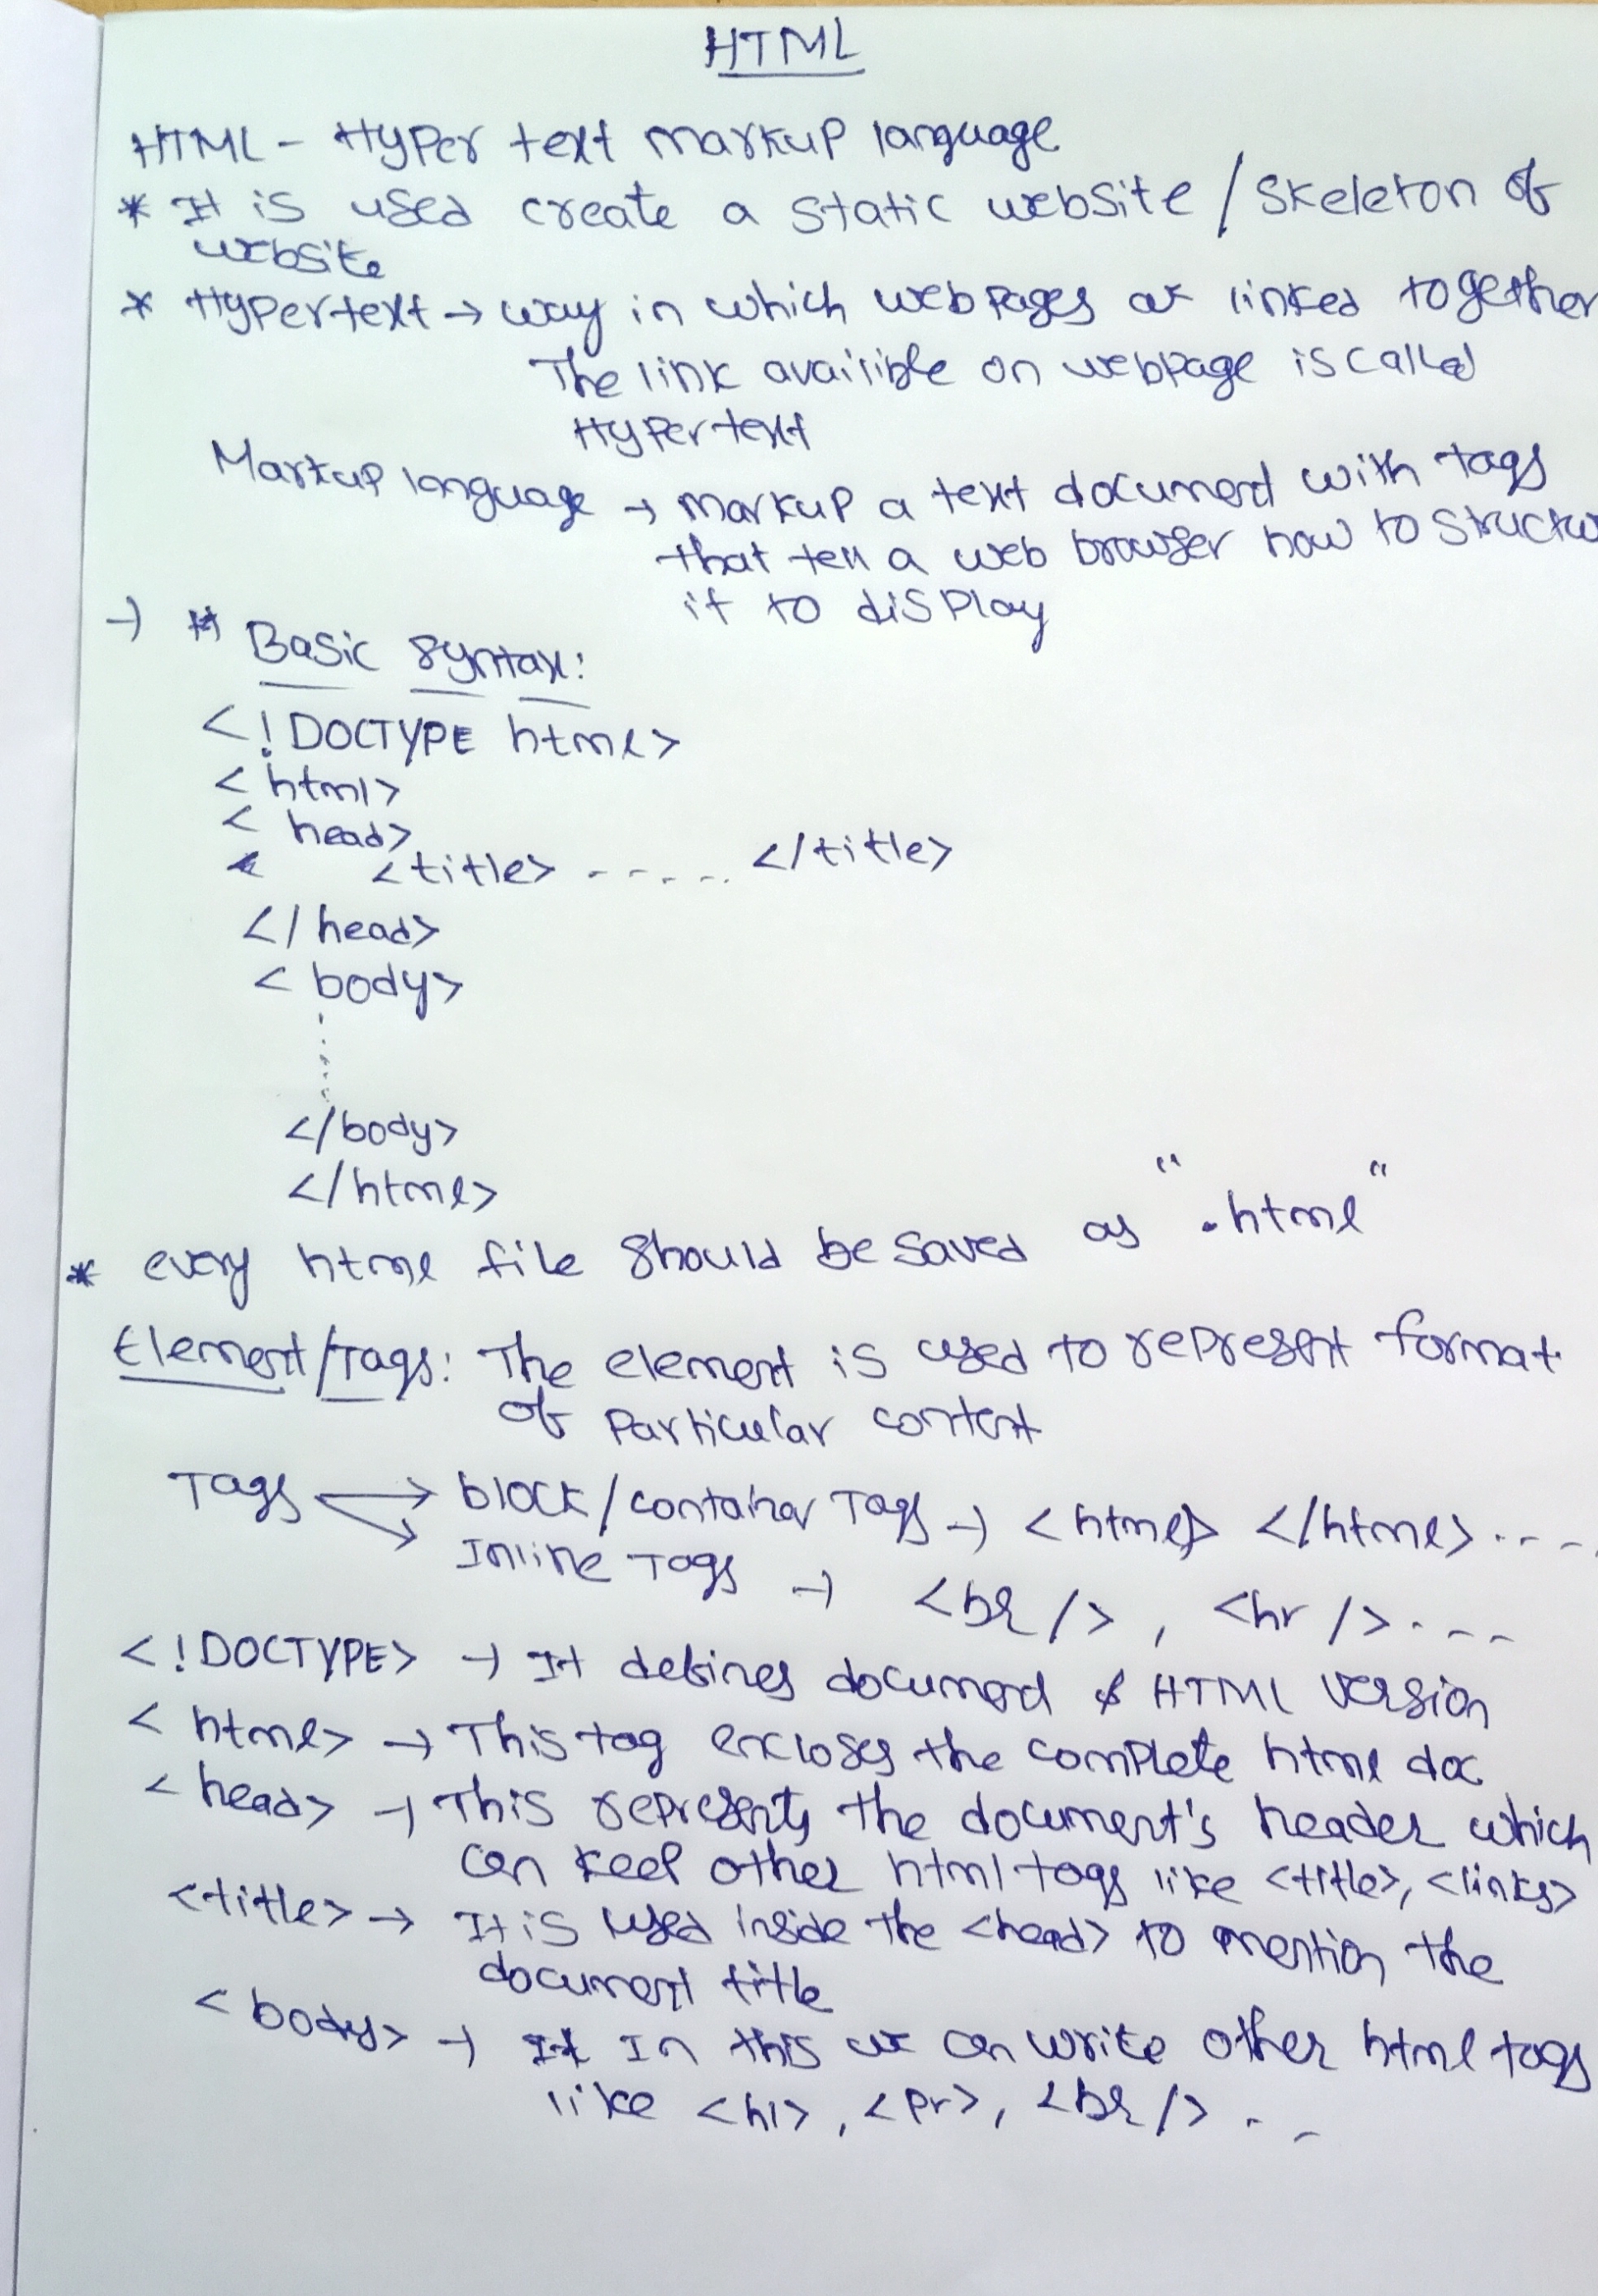 HTML
HTML - Hyper text markup language
* It is used create a static website / skeleton of
website
* Hypertext → way in which webpages are linked together
The link availible on webpage is called
Hypertext
Markup language → markup a text document with tags
that tell a web browser how to structu
it to display
→ ** Basic Syntax:
<!DOCTYPE html>
<html>
<head>
<title> ..... </title>
</head>
<body>
</body>
</html>
* every html file should be saved as ".html"
Element/Tags: The element is used to represent format
of particular content
Tags → block/container Tags → <html> </html>....
→ Inline Tags → <br/>, <hr/>...
<!DOCTYPE> → It defines document & HTML version
<html> → This tag encloses the complete html doc
<head> → This represents the document's header which
can keep other html tags like <title>, <links>
<title> → It is used inside the <head> to mention the
document title
<body> → In this we can write other html tags
like <h1>, <pr>, <br/>..